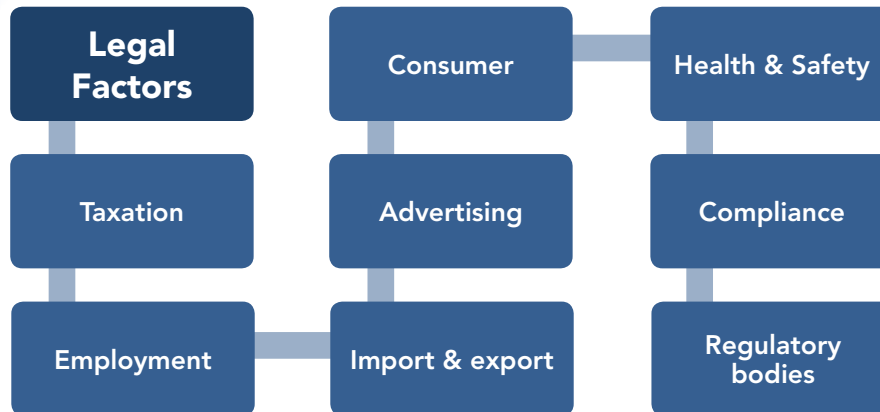 Legal
Factors
Taxation
Employment
Import & export
Advertising
Consumer
Health & Safety
Compliance
Regulatory
bodies